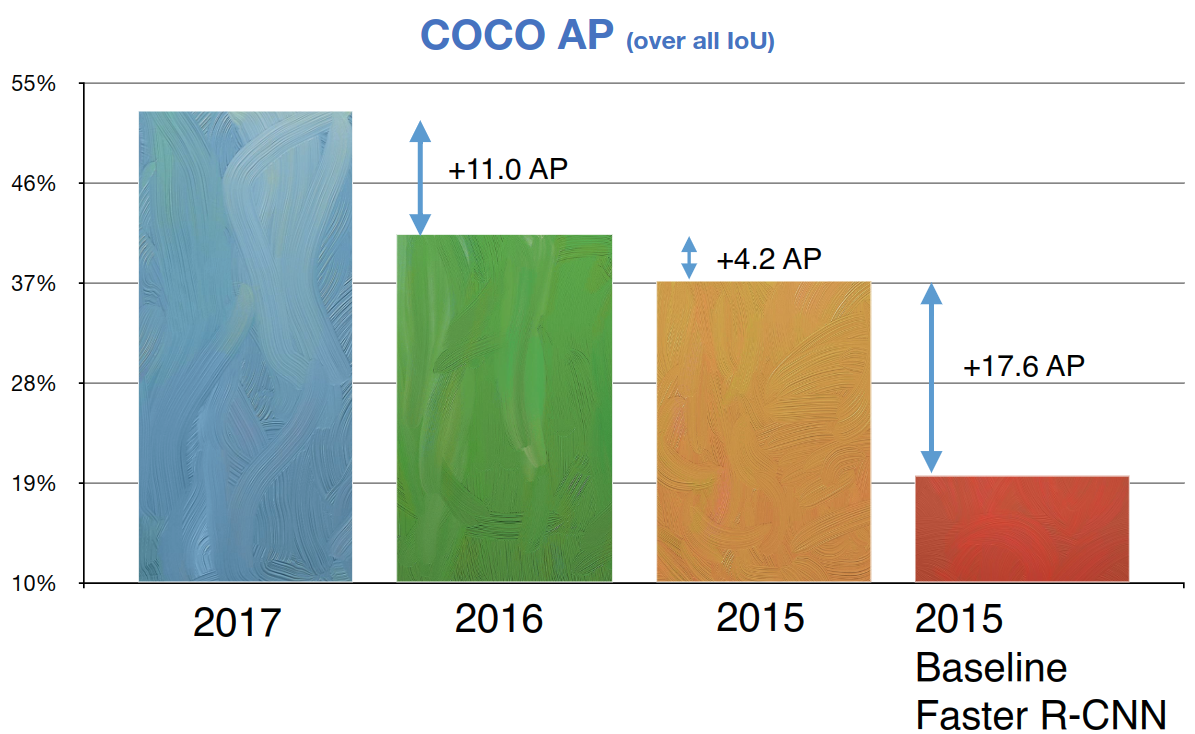 COCO AP (over all IoU)
55%
46%
37%
28%
19%
10%
+11.0 AP
+4.2 AP
+17.6 AP
2017
2016
2015
2015
Baseline
Faster R-CNN